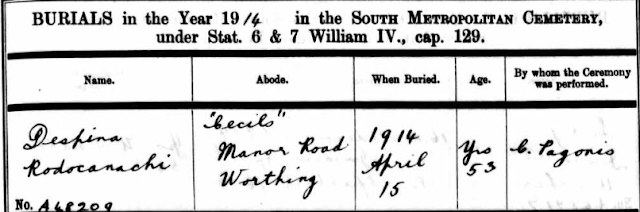 BURIALS in the Year 1914 in the SOUTH METROPOLITAN CEMETERY,
under Stat. 6 & 7 William IV., cap. 129.
Name. Abode. When Buried. Age. By whom the Ceremony was performed.
Despina Rodocanachi
"Cecils" Manor Road Worthing
1914 April 15
Yrs 53
C. Pagonis
No. A48209